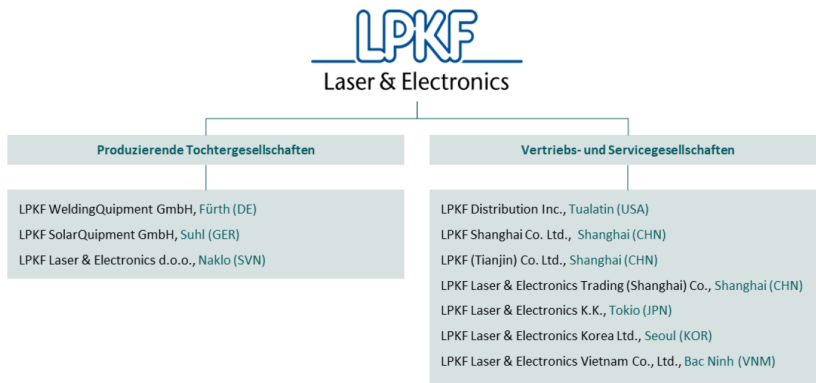 LPKF
Laser & Electronics
Produzierende Tochtergesellschaften
LPKF WeldingQuipment GmbH, Fürth (DE)
LPKF SolarQuipment GmbH, Suhl (GER)
LPKF Laser & Electronics d.o.o., Naklo (SVN)
Vertriebs- und Servicegesellschaften
LPKF Distribution Inc., Tualatin (USA)
LPKF Shanghai Co. Ltd., Shanghai (CHN)
LPKF (Tianjin) Co. Ltd., Shanghai (CHN)
LPKF Laser & Electronics Trading (Shanghai) Co., Shanghai (CHN)
LPKF Laser & Electronics K.K., Tokio (JPN)
LPKF Laser & Electronics Korea Ltd., Seoul (KOR)
LPKF Laser & Electronics Vietnam Co., Ltd., Bac Ninh (VNM)